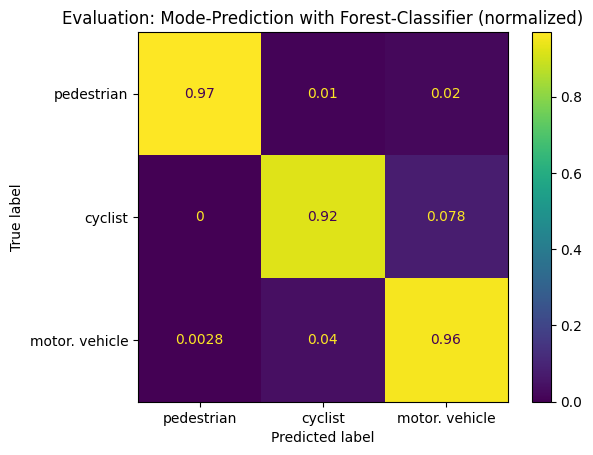 Evaluation: Mode-Prediction with Forest-Classifier (normalized)
True label
pedestrian 0.97 0.01 0.02
cyclist 0 0.92 0.078
motor. vehicle 0.0028 0.04 0.96
pedestrian cyclist motor. vehicle
Predicted label
0.8
0.6
0.4
0.2
0.0